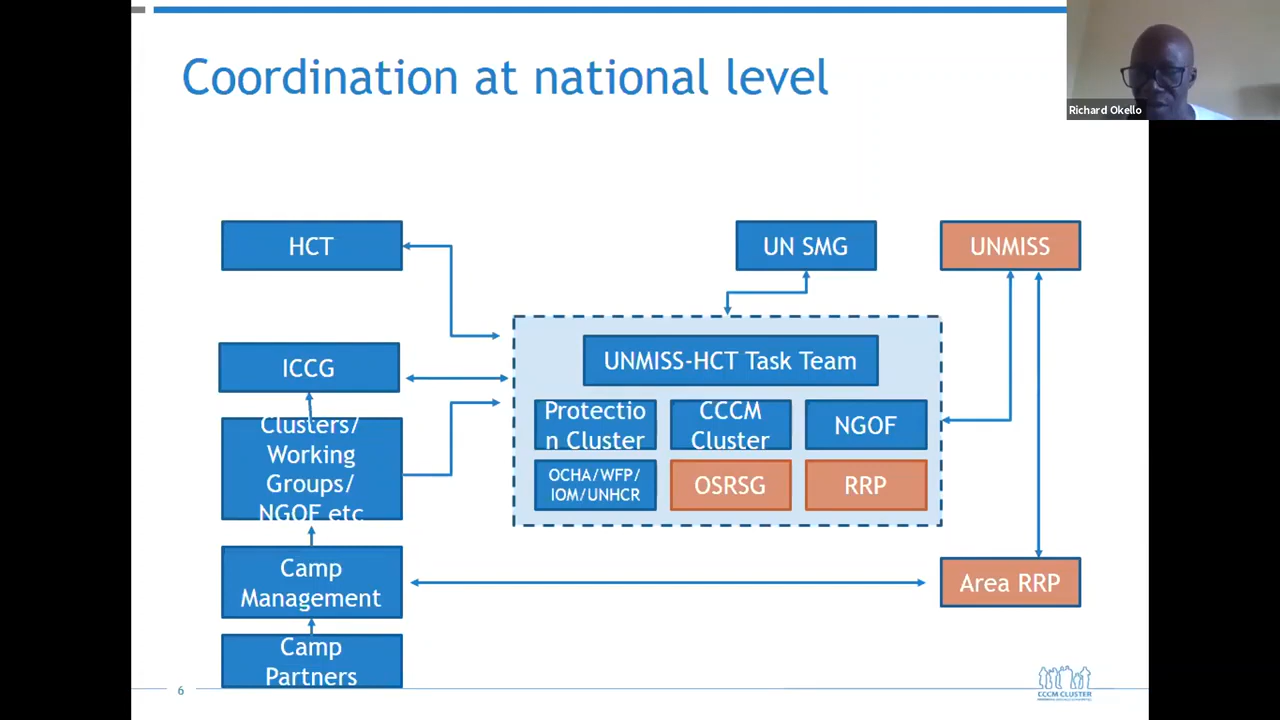 Coordination at national level
Richard Okello
HCT
UN SMG
UNMISS
ICCG
UNMISS-HCT Task Team
Protectio
n Cluster
CCCM
Cluster
NGOF
Clusters/
Working
Groups/
NGOF etc
OCHA/WFP/
IOM/UNHCR
OSRSG
RRP
Camp
Management
Area RRP
Camp
Partners
6
CCCM CLUSTER